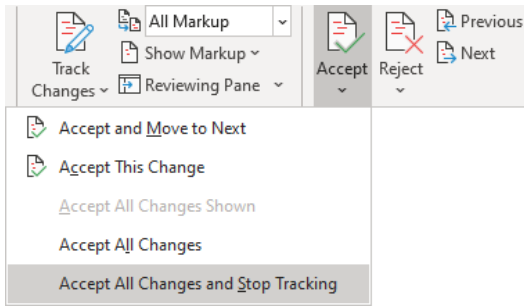 Track
Changes
All Markup
Show Markup
Reviewing Pane
Accept
Reject
Previous
Next
Accept and Move to Next
Accept This Change
Accept All Changes Shown
Accept All Changes
Accept All Changes and Stop Tracking